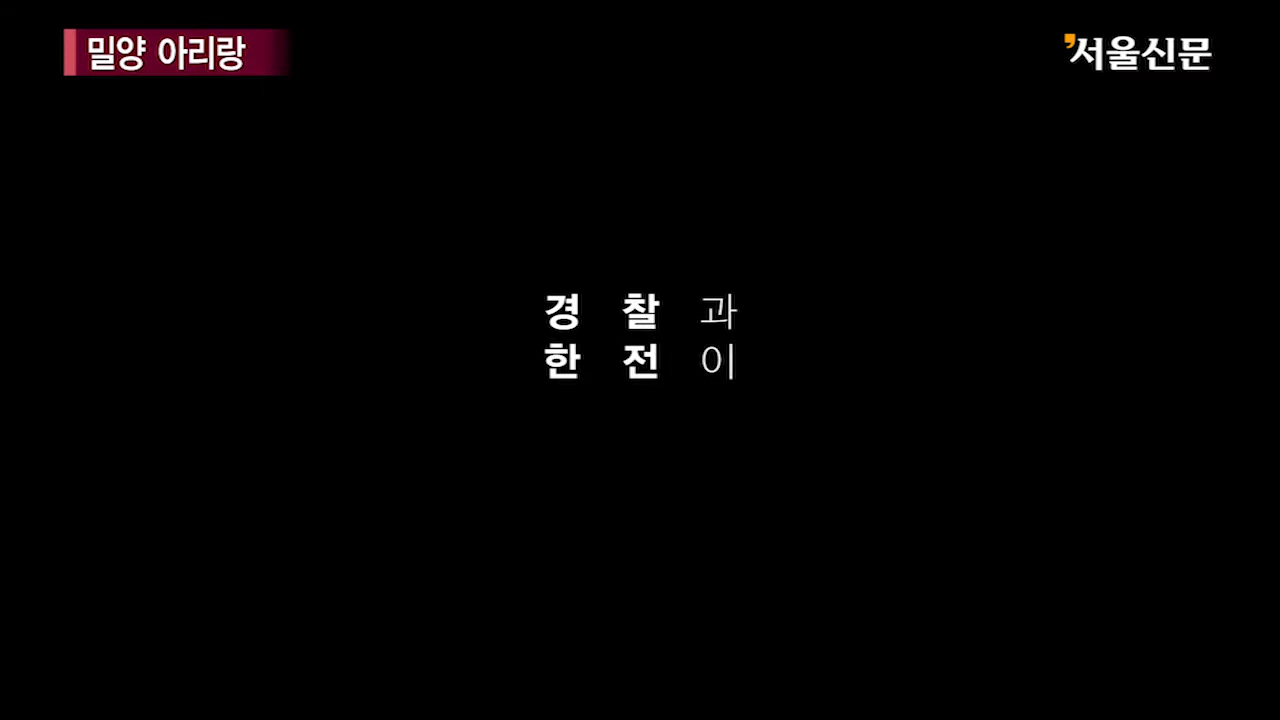 밀양 아리랑
서울신문
경 찰 과
한 전 이